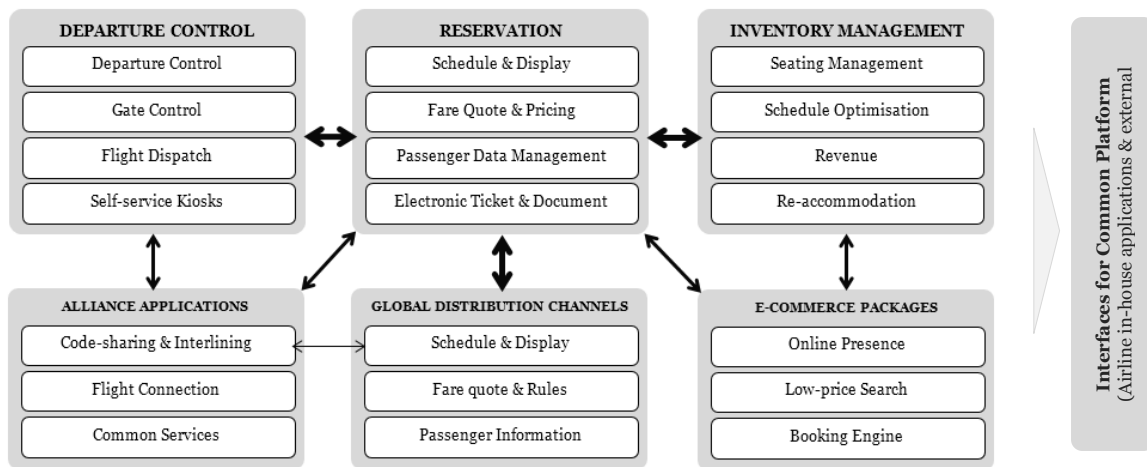 DEPARTURE CONTROL
Departure Control
Gate Control
Flight Dispatch
Self-service Kiosks
RESERVATION
Schedule & Display
Fare Quote & Pricing
Passenger Data Management
Electronic Ticket & Document
INVENTORY MANAGEMENT
Seating Management
Schedule Optimisation
Revenue
Re-accommodation
ALLIANCE APPLICATIONS
Code-sharing & Interlining
Flight Connection
Common Services
GLOBAL DISTRIBUTION CHANNELS
Schedule & Display
Fare quote & Rules
Passenger Information
E-COMMERCE PACKAGES
Online Presence
Low-price Search
Booking Engine
Interfaces for Common Platform
(Airline in-house applications & external